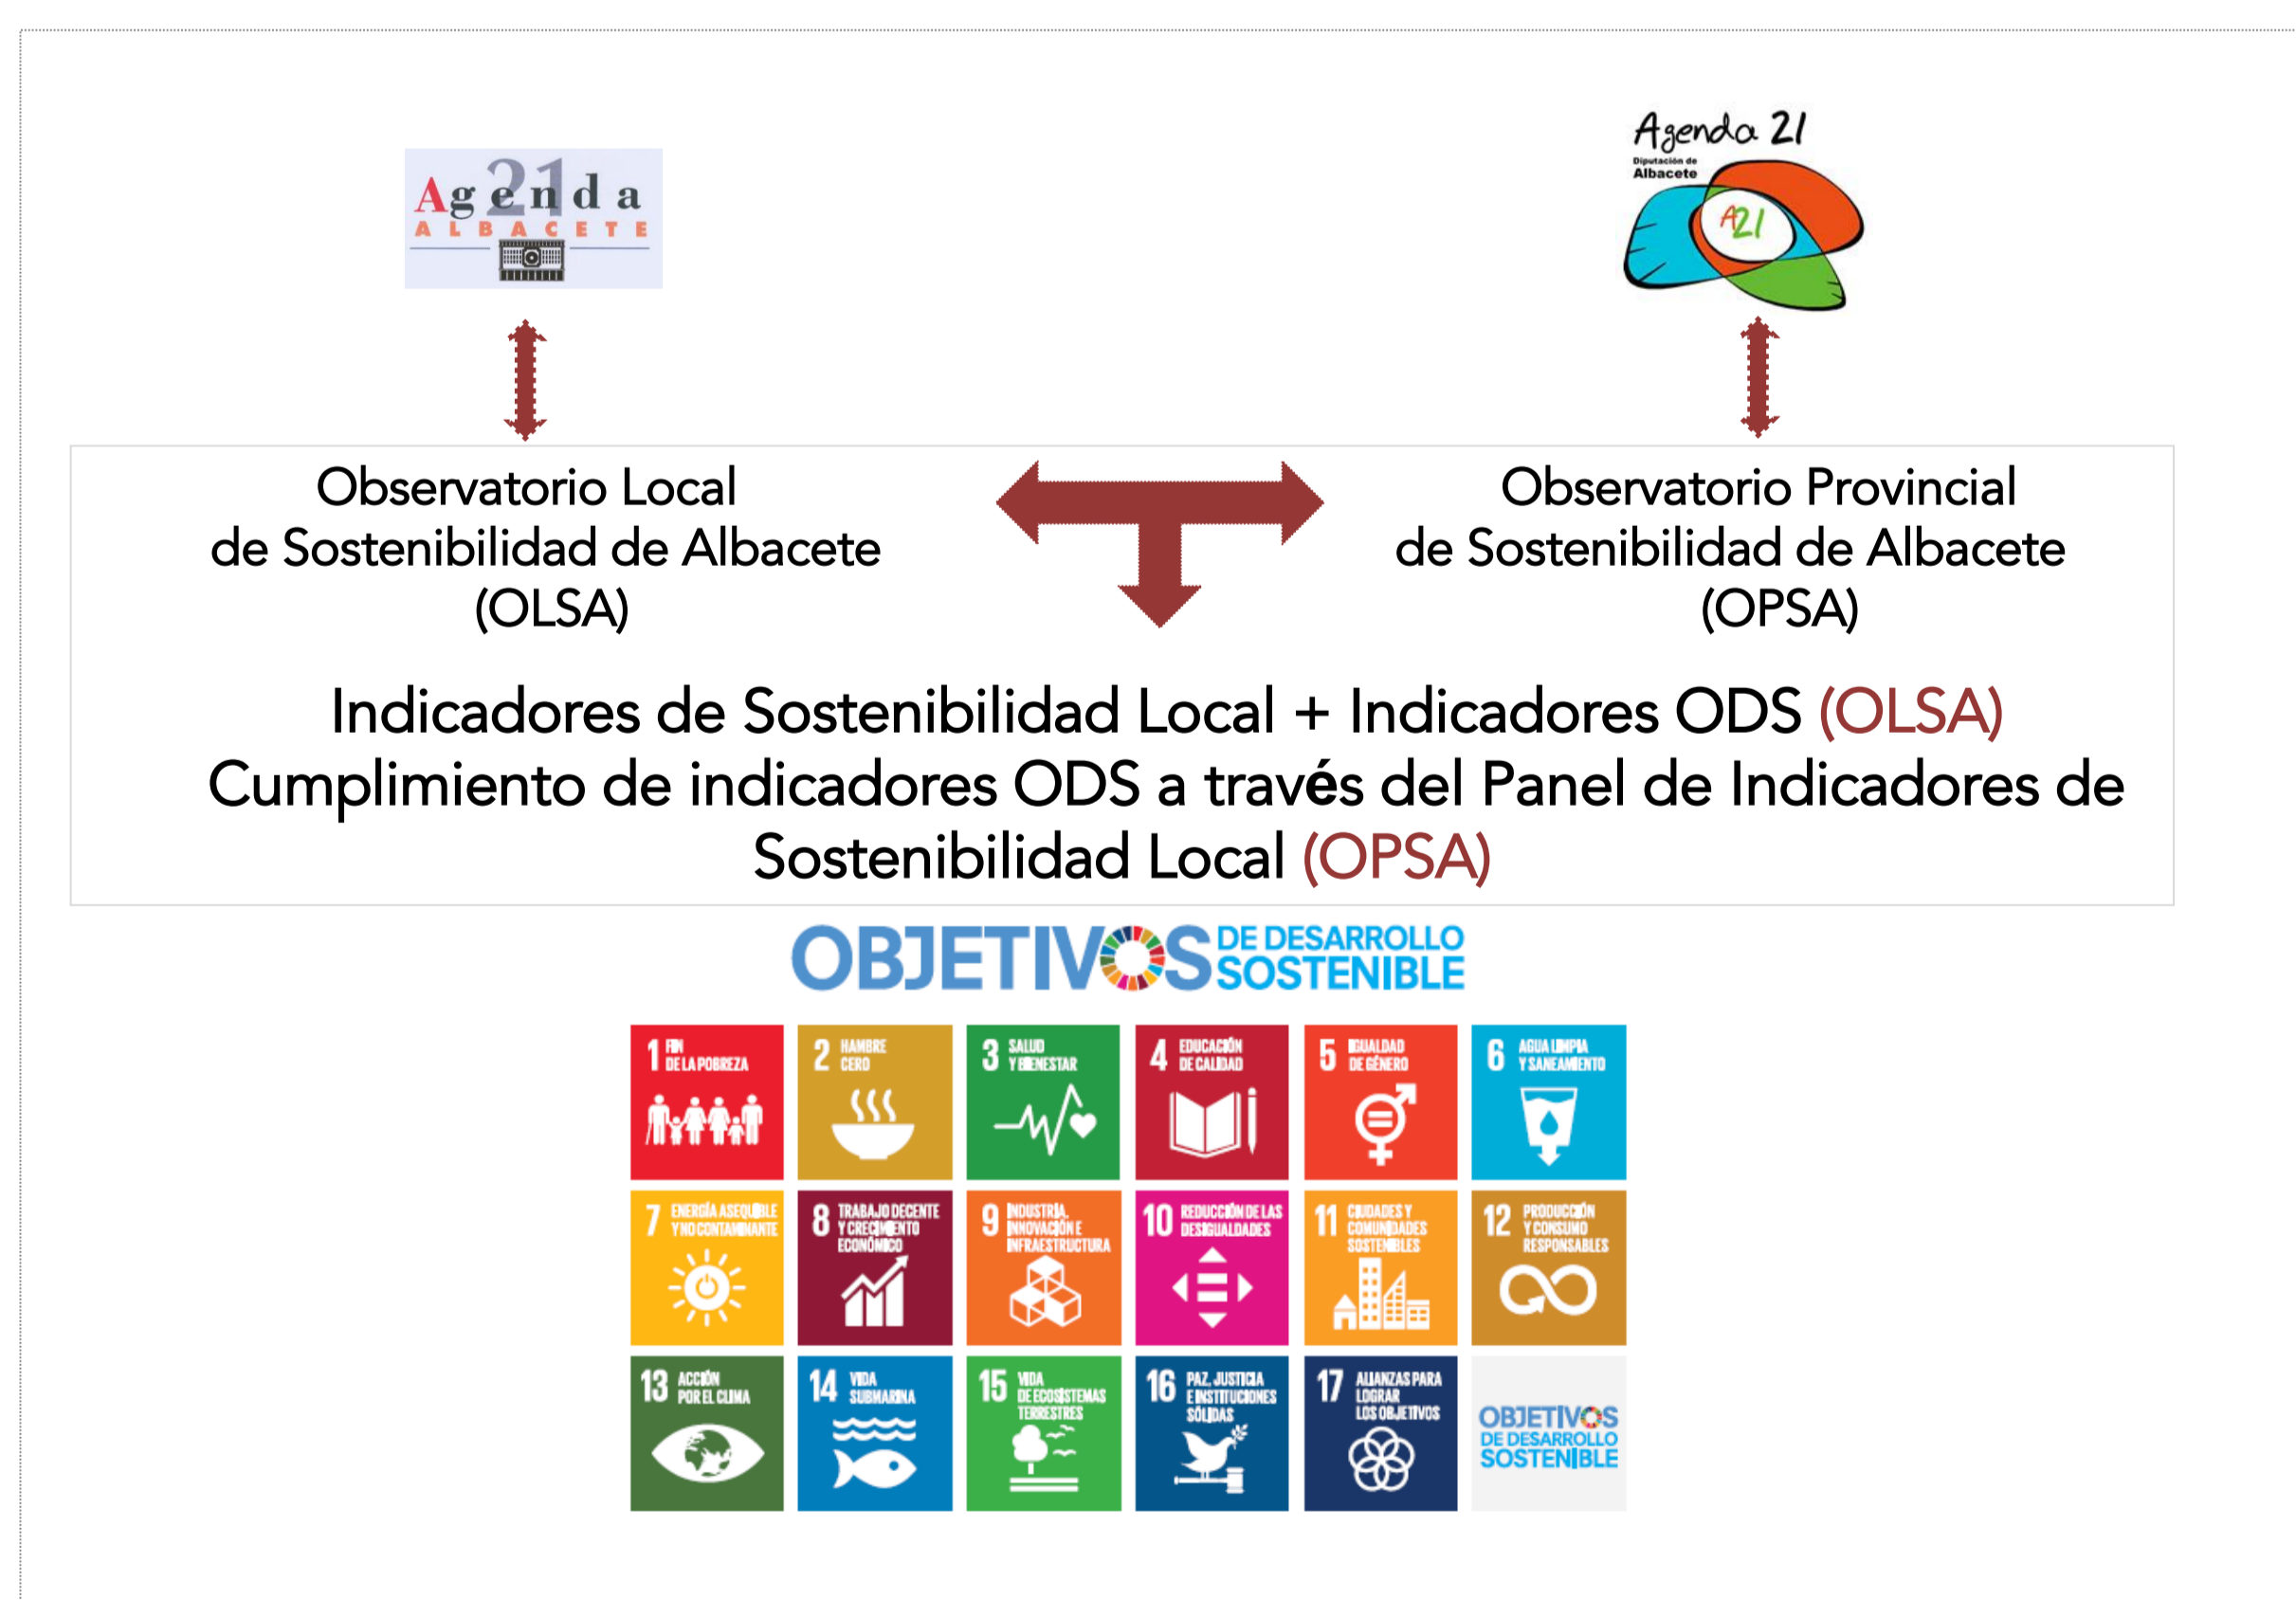 Agenda 21
ALBACETE
Agenda 21
Diputación de
Albacete
A21
Observatorio Local
de Sostenibilidad de Albacete
(OLSA)
Observatorio Provincial
de Sostenibilidad de Albacete
(OPSA)
Indicadores de Sostenibilidad Local + Indicadores ODS (OLSA)
Cumplimiento de indicadores ODS a través del Panel de Indicadores de
Sostenibilidad Local (OPSA)
OBJETIVOS DE DESARROLLO
SOSTENIBLE
1 FIN
DE LA POBREZA
2 HAMBRE
CERO
3 SALUD
Y BIENESTAR
4 EDUCACIÓN
DE CALIDAD
5 IGUALDAD
DE GÉNERO
6 AGUA LIMPIA
Y SANEAMIENTO
7 ENERGÍA ASEQUIBLE
Y NO CONTAMINANTE
8 TRABAJO DECENTE
Y CRECIMIENTO
ECONÓMICO
9 INDUSTRIA,
INNOVACIÓN E
INFRAESTRUCTURA
10 REDUCCIÓN DE LAS
DESIGUALDADES
11 CIUDADES Y
COMUNIDADES
SOSTENIBLES
12 PRODUCCIÓN
Y CONSUMO
RESPONSABLES
13 ACCIÓN
POR EL CLIMA
14 VIDA
SUBMARINA
15 VIDA
DE ECOSISTEMAS
TERRESTRES
16 PAZ, JUSTICIA
E INSTITUCIONES
SÓLIDAS
17 ALIANZAS PARA
LOGRAR
LOS OBJETIVOS
OBJETIVOS
DE DESARROLLO
SOSTENIBLE